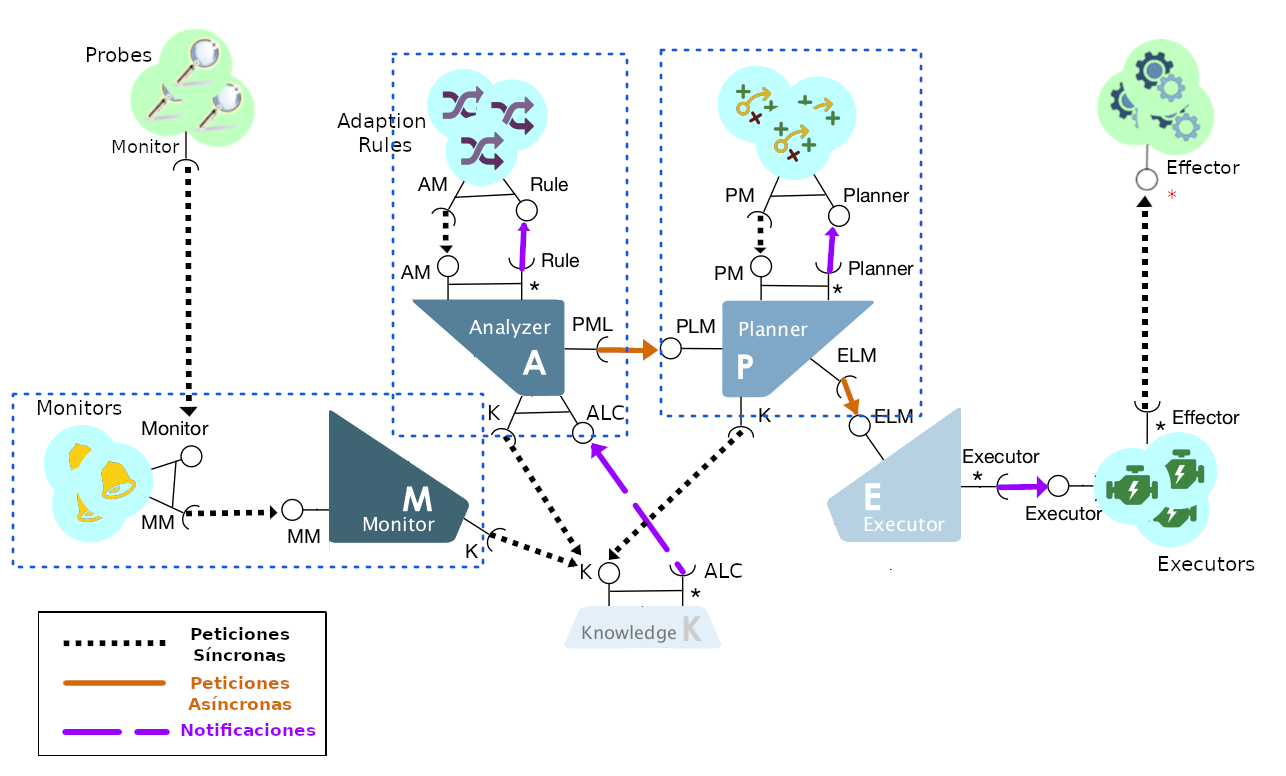 Probes
Monitor
Adaption
Rules
AM
Rule
AM
Rule
*
PM
Planner
PM
Planner
*
Effector
*
Analyzer
A
PML
PLM
Planner
P
ELM
ELM
K
ALC
K
Monitors
Monitor
MM
MM
M
Monitor
K
E
Executor
Executor
*
Executor
* Effector
Executors
K
ALC
*
Knowledge K
Peticiones
Síncronas
Peticiones
Asíncronas
Notificaciones